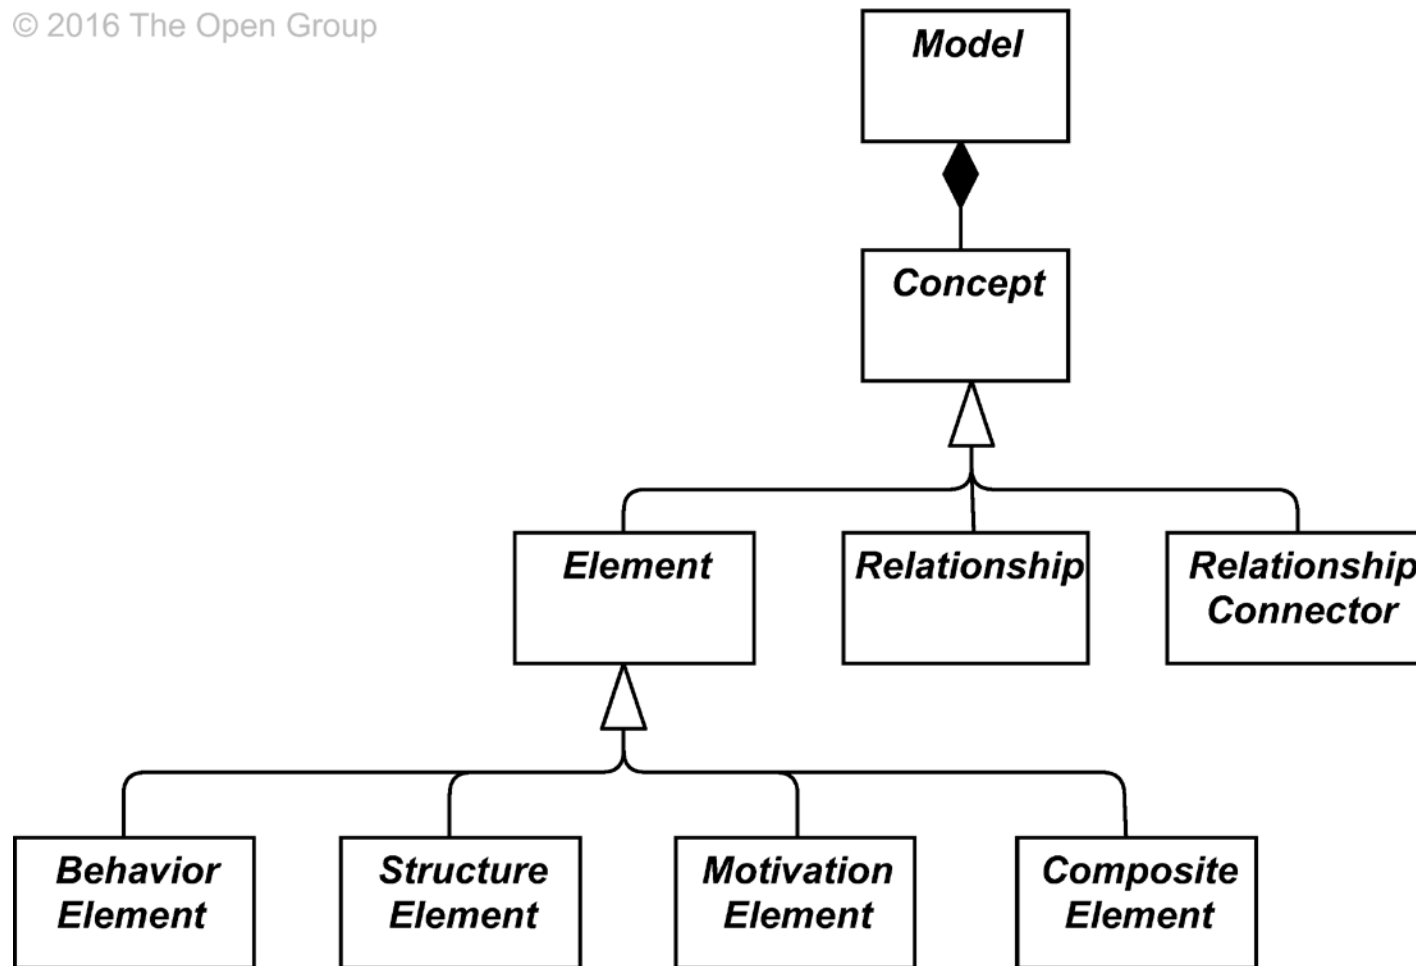 © 2016 The Open Group
Model
Concept
Element
Relationship
Relationship
Connector
Behavior
Element
Structure
Element
Motivation
Element
Composite
Element